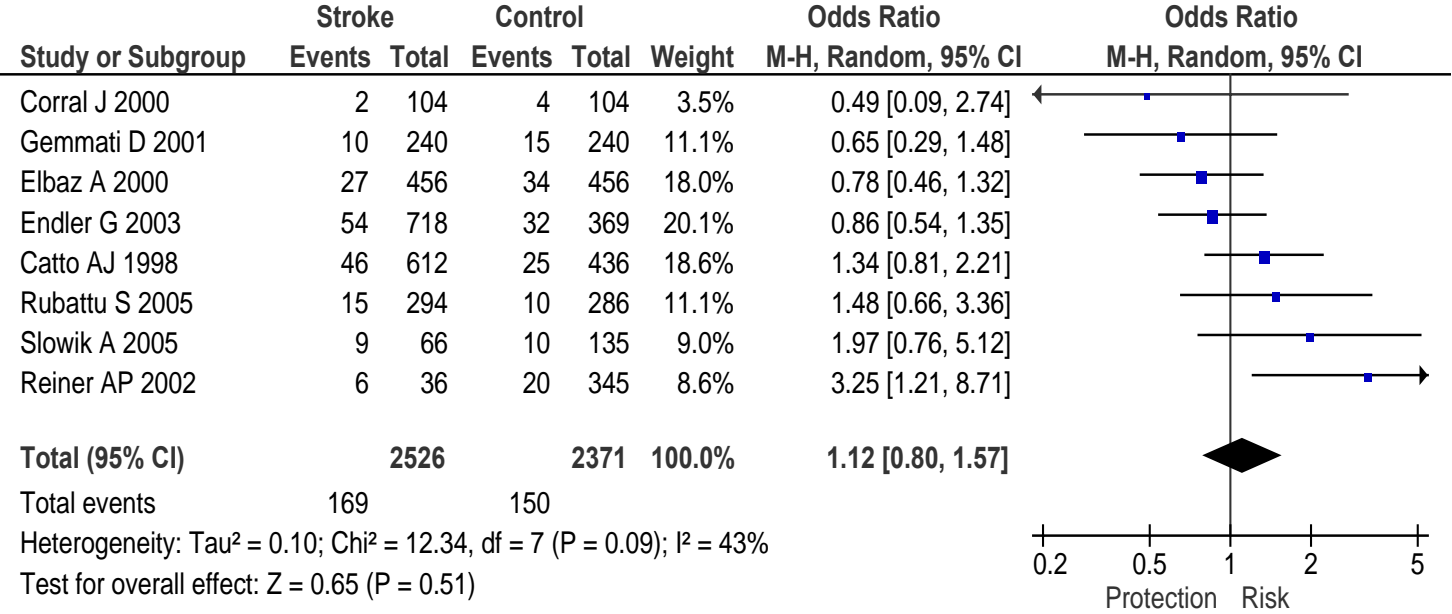 Stroke Control Odds Ratio Odds Ratio
Study or Subgroup Events Total Events Total Weight M-H, Random, 95% CI M-H, Random, 95% CI
Corral J 2000 2 104 4 104 3.5% 0.49 [0.09, 2.74]
Gemmati D 2001 10 240 15 240 11.1% 0.65 [0.29, 1.48]
Elbaz A 2000 27 456 34 456 18.0% 0.78 [0.46, 1.32]
Endler G 2003 54 718 32 369 20.1% 0.86 [0.54, 1.35]
Catto AJ 1998 46 612 25 436 18.6% 1.34 [0.81, 2.21]
Rubattu S 2005 15 294 10 286 11.1% 1.48 [0.66, 3.36]
Slowik A 2005 9 66 10 135 9.0% 1.97 [0.76, 5.12]
Reiner AP 2002 6 36 20 345 8.6% 3.25 [1.21, 8.71]
Total (95% CI) 2526 2371 100.0% 1.12 [0.80, 1.57]
Total events 169 150
Heterogeneity: Tau² = 0.10; Chi² = 12.34, df = 7 (P = 0.09); I² = 43%
Test for overall effect: Z = 0.65 (P = 0.51)
0.2 0.5 1 2 5
Protection Risk